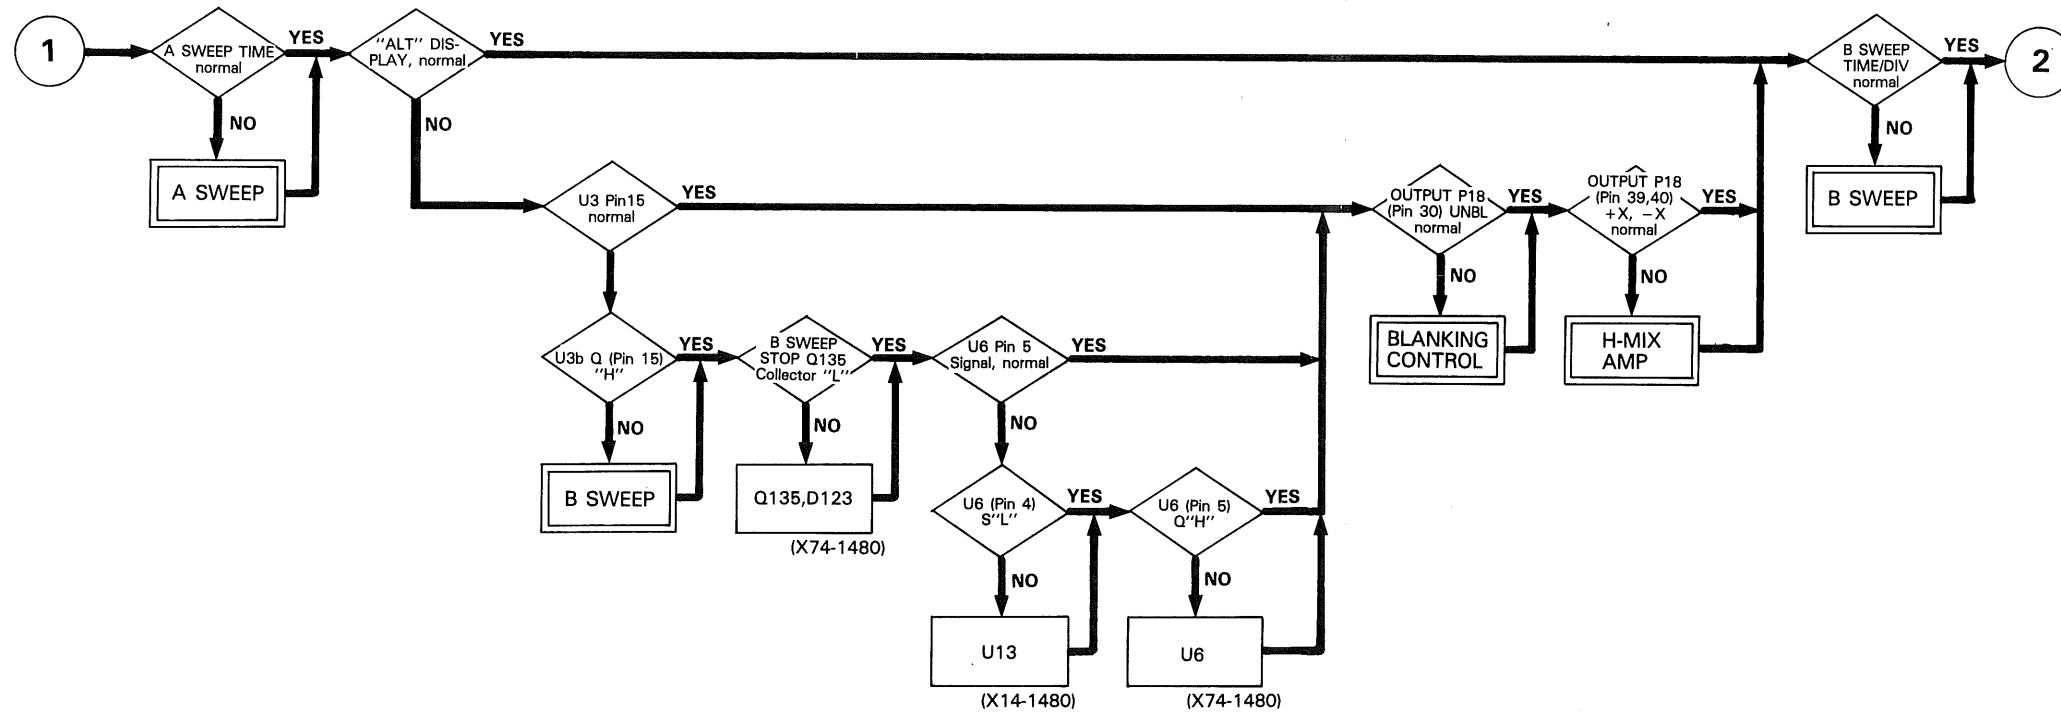 1
A SWEEP TIME
normal
YES
NO
A SWEEP
"ALT" DIS-
PLAY, normal
YES
NO
U3 Pin15
normal
YES
U3b Q (Pin 15)
"H"
YES
NO
B SWEEP
B SWEEP
STOP Q135
Collector "L"
YES
NO
Q135,D123
(X74-1480)
U6 Pin 5
Signal, normal
YES
NO
U6 (Pin 4)
S"L"
YES
NO
U13
(X14-1480)
U6 (Pin 5)
Q"H"
YES
NO
U6
(X74-1480)
OUTPUT P18
(Pin 30) UNBL
normal
YES
NO
BLANKING
CONTROL
OUTPUT P18
(Pin 39,40)
+X, −X
normal
YES
NO
H-MIX
AMP
B SWEEP
TIME/DIV
normal
YES
NO
B SWEEP
2